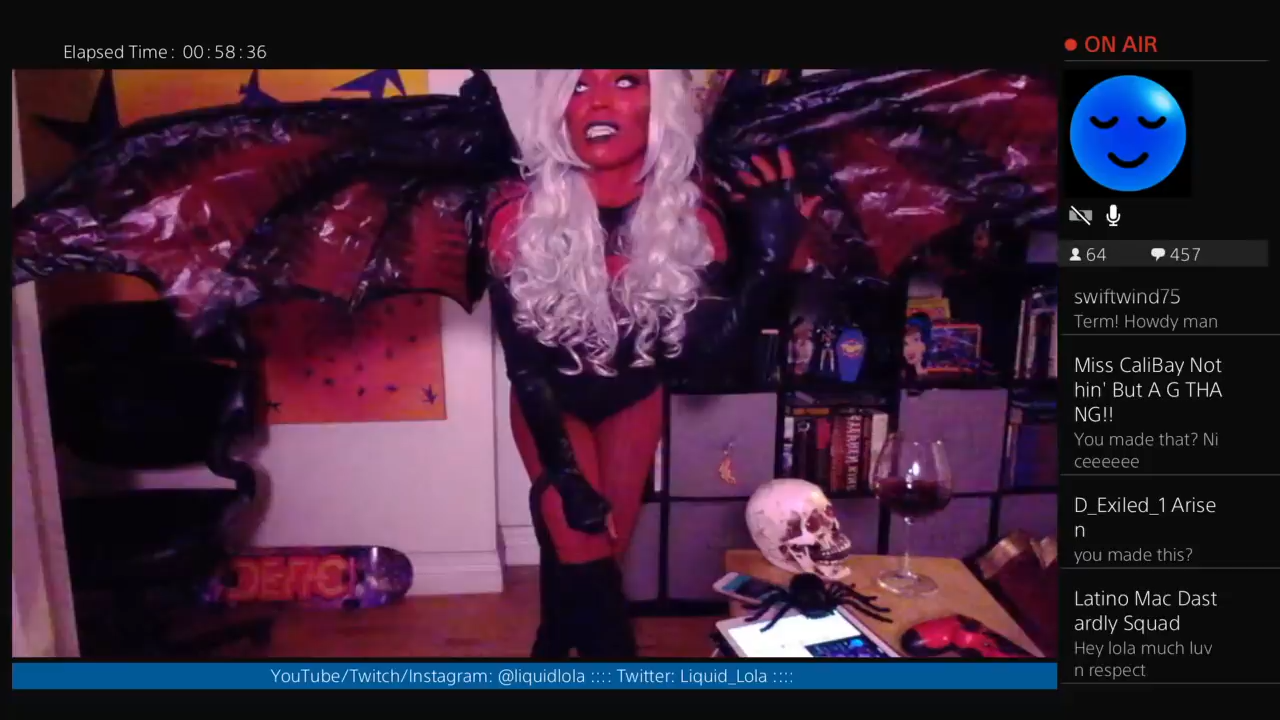 Elapsed Time: 00:58:36
ON AIR
64 457
swiftwind75
Term! Howdy man
Miss CaliBay Not
hin' But A G THA
NG!!
You made that? Ni
ceeeeee
D_Exiled_1 Arise
n
you made this?
Latino Mac Dast
ardly Squad
Hey lola much luv
n respect
YouTube/Twitch/Instagram: @liquidlola :::: Twitter: Liquid_Lola ::::